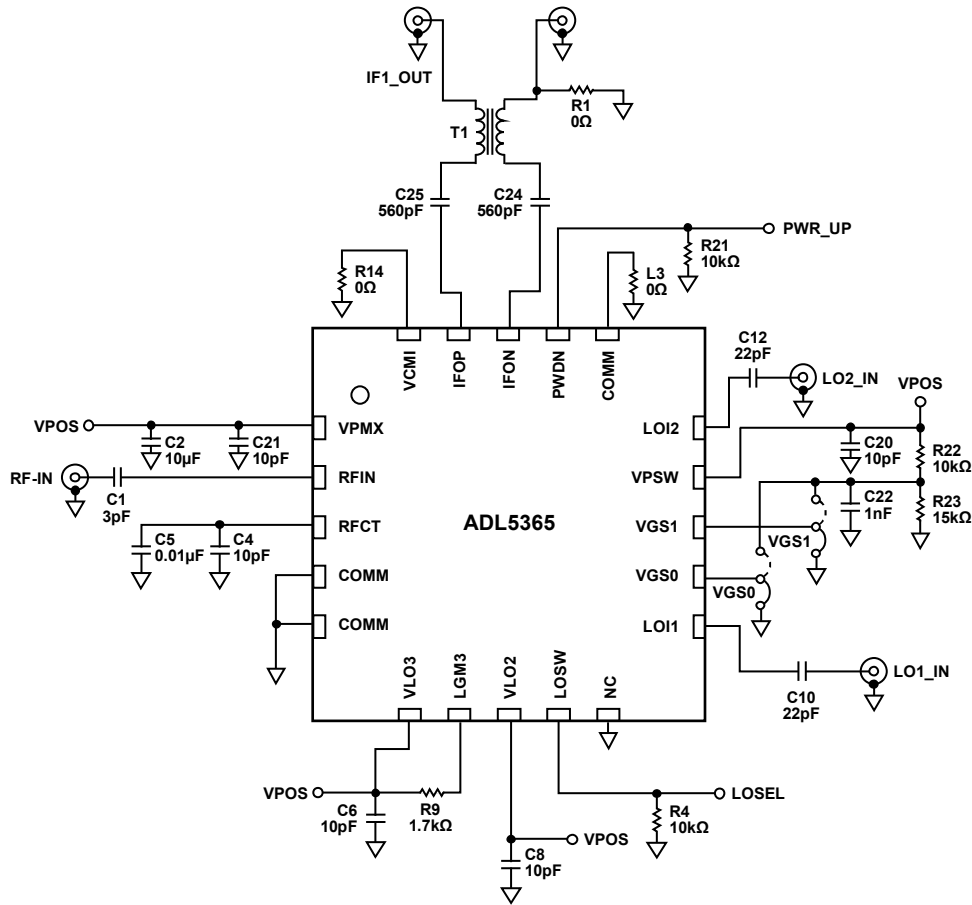 IF1_OUT
R1
0Ω
T1
C25
560pF
C24
560pF
PWR_UP
R21
10kΩ
R14
0Ω
L3
0Ω
C12
22pF
LO2_IN
VPOS
VCMI
IFOP
IFON
PWDN
COMM
VPOS
C2
10µF
C21
10pF
VPMX
LOI2
C20
10pF
R22
10kΩ
RF-IN
C1
3pF
RFIN
VPSW
C22
1nF
R23
15kΩ
ADL5365
C5
0.01µF
C4
10pF
RFCT
VGS1
VGS1
COMM
VGS0
VGS0
COMM
LOI1
C10
22pF
LO1_IN
VLO3
LGM3
VLO2
LOSW
NC
VPOS
C6
10pF
R9
1.7kΩ
LOSEL
R4
10kΩ
VPOS
C8
10pF